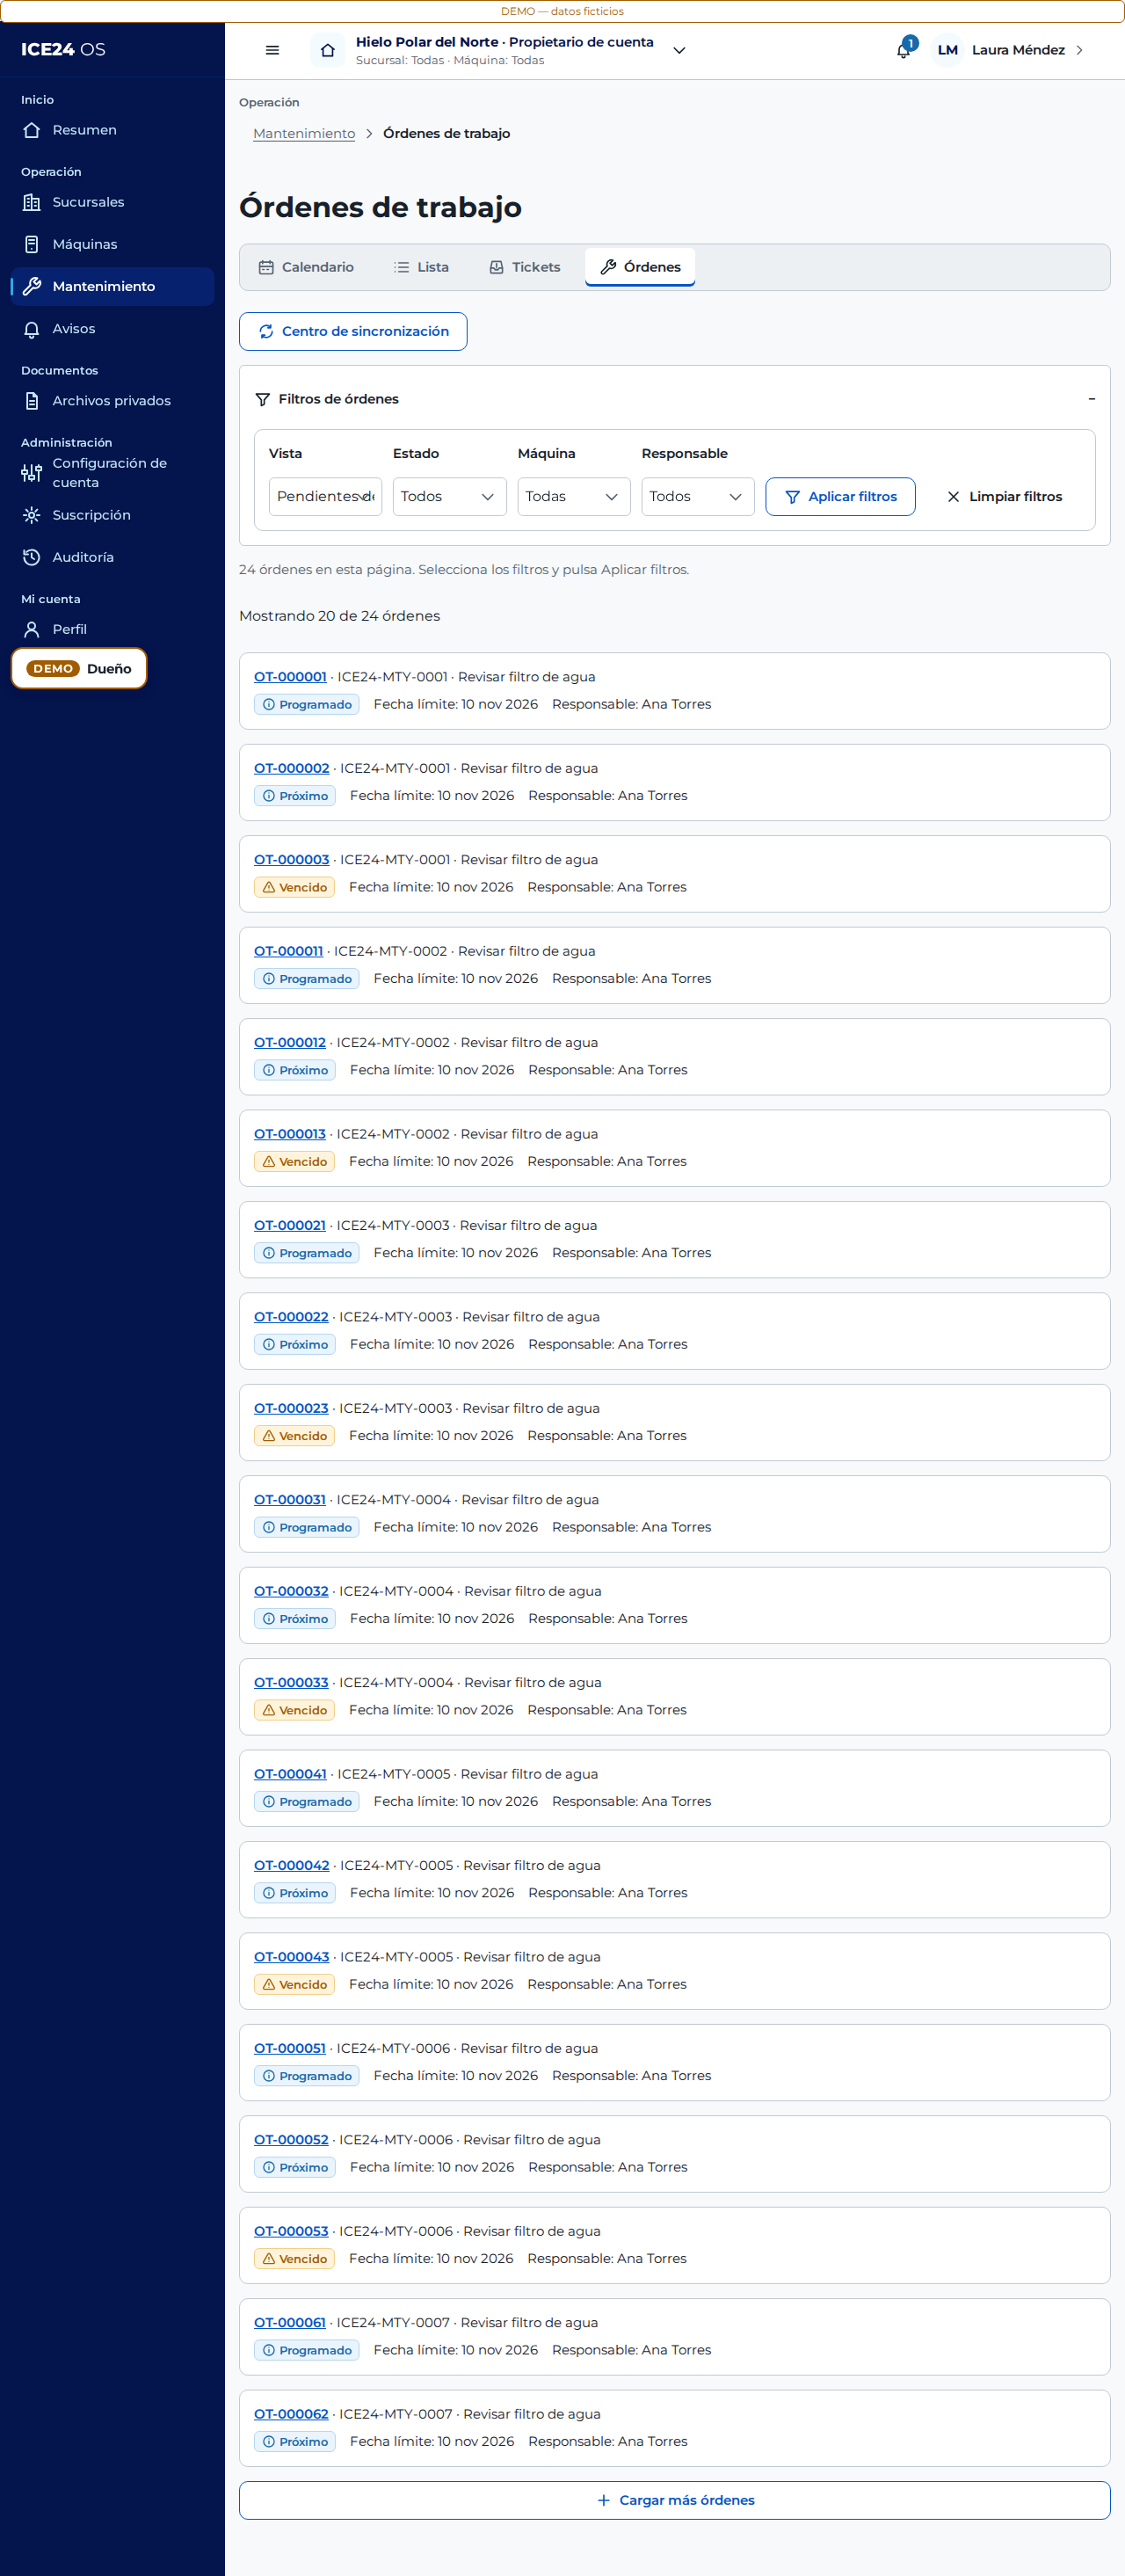 DEMO — datos ficticios
ICE24 OS
Inicio
Resumen
Operación
Sucursales
Máquinas
Mantenimiento
Avisos
Documentos
Archivos privados
Administración
Configuración de
cuenta
Suscripción
Auditoría
Mi cuenta
Perfil
DEMO Dueño
Hielo Polar del Norte · Propietario de cuenta
Sucursal: Todas · Máquina: Todas
1
LM Laura Méndez
Operación
Mantenimiento > Órdenes de trabajo
Órdenes de trabajo
Calendario Lista Tickets Órdenes
Centro de sincronización
Filtros de órdenes −
Vista Estado Máquina Responsable
Pendientes de Todos Todas Todos Aplicar filtros Limpiar filtros
24 órdenes en esta página. Selecciona los filtros y pulsa Aplicar filtros.
Mostrando 20 de 24 órdenes
OT-000001 · ICE24-MTY-0001 · Revisar filtro de agua
Programado Fecha límite: 10 nov 2026 Responsable: Ana Torres
OT-000002 · ICE24-MTY-0001 · Revisar filtro de agua
Próximo Fecha límite: 10 nov 2026 Responsable: Ana Torres
OT-000003 · ICE24-MTY-0001 · Revisar filtro de agua
Vencido Fecha límite: 10 nov 2026 Responsable: Ana Torres
OT-000011 · ICE24-MTY-0002 · Revisar filtro de agua
Programado Fecha límite: 10 nov 2026 Responsable: Ana Torres
OT-000012 · ICE24-MTY-0002 · Revisar filtro de agua
Próximo Fecha límite: 10 nov 2026 Responsable: Ana Torres
OT-000013 · ICE24-MTY-0002 · Revisar filtro de agua
Vencido Fecha límite: 10 nov 2026 Responsable: Ana Torres
OT-000021 · ICE24-MTY-0003 · Revisar filtro de agua
Programado Fecha límite: 10 nov 2026 Responsable: Ana Torres
OT-000022 · ICE24-MTY-0003 · Revisar filtro de agua
Próximo Fecha límite: 10 nov 2026 Responsable: Ana Torres
OT-000023 · ICE24-MTY-0003 · Revisar filtro de agua
Vencido Fecha límite: 10 nov 2026 Responsable: Ana Torres
OT-000031 · ICE24-MTY-0004 · Revisar filtro de agua
Programado Fecha límite: 10 nov 2026 Responsable: Ana Torres
OT-000032 · ICE24-MTY-0004 · Revisar filtro de agua
Próximo Fecha límite: 10 nov 2026 Responsable: Ana Torres
OT-000033 · ICE24-MTY-0004 · Revisar filtro de agua
Vencido Fecha límite: 10 nov 2026 Responsable: Ana Torres
OT-000041 · ICE24-MTY-0005 · Revisar filtro de agua
Programado Fecha límite: 10 nov 2026 Responsable: Ana Torres
OT-000042 · ICE24-MTY-0005 · Revisar filtro de agua
Próximo Fecha límite: 10 nov 2026 Responsable: Ana Torres
OT-000043 · ICE24-MTY-0005 · Revisar filtro de agua
Vencido Fecha límite: 10 nov 2026 Responsable: Ana Torres
OT-000051 · ICE24-MTY-0006 · Revisar filtro de agua
Programado Fecha límite: 10 nov 2026 Responsable: Ana Torres
OT-000052 · ICE24-MTY-0006 · Revisar filtro de agua
Próximo Fecha límite: 10 nov 2026 Responsable: Ana Torres
OT-000053 · ICE24-MTY-0006 · Revisar filtro de agua
Vencido Fecha límite: 10 nov 2026 Responsable: Ana Torres
OT-000061 · ICE24-MTY-0007 · Revisar filtro de agua
Programado Fecha límite: 10 nov 2026 Responsable: Ana Torres
OT-000062 · ICE24-MTY-0007 · Revisar filtro de agua
Próximo Fecha límite: 10 nov 2026 Responsable: Ana Torres
+ Cargar más órdenes